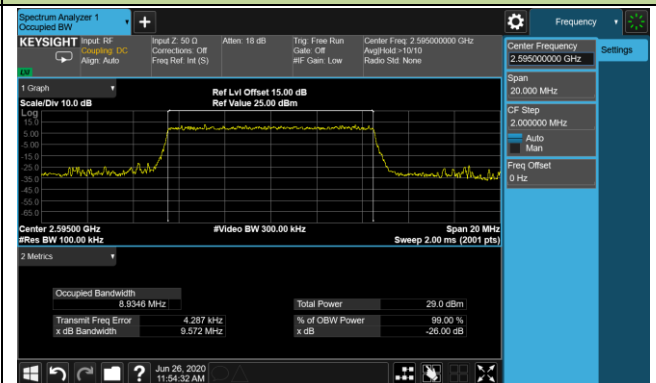 Spectrum Analyzer 1
Occupied BW
+
Frequency
KEYSIGHT
Input: RF
Coupling: DC
Align: Auto
Input Z: 50 Ω
Corrections: Off
Freq Ref: Int (S)
Atten: 18 dB
Trig: Free Run
Gate: Off
#IF Gain: Low
Center Freq: 2.595000000 GHz
Avg|Hold:>10/10
Radio Std: None
LM
Center Frequency
2.595000000 GHz
Settings
Span
20.000 MHz
CF Step
2.000000 MHz
Auto
Man
Freq Offset
0 Hz
1 Graph
Scale/Div 10.0 dB
Ref Lvl Offset 15.00 dB
Ref Value 25.00 dBm
Log
15.0
5.00
-5.00
-15.0
-25.0
-35.0
-45.0
-55.0
-65.0
Center 2.59500 GHz
#Video BW 300.00 kHz
Span 20 MHz
#Res BW 100.00 kHz
Sweep 2.00 ms (2001 pts)
2 Metrics
Occupied Bandwidth
8.9346 MHz
Total Power 29.0 dBm
Transmit Freq Error 4.287 kHz
% of OBW Power 99.00 %
x dB Bandwidth 9.572 MHz
x dB -26.00 dB
?
Jun 26, 2020
11:54:32 AM